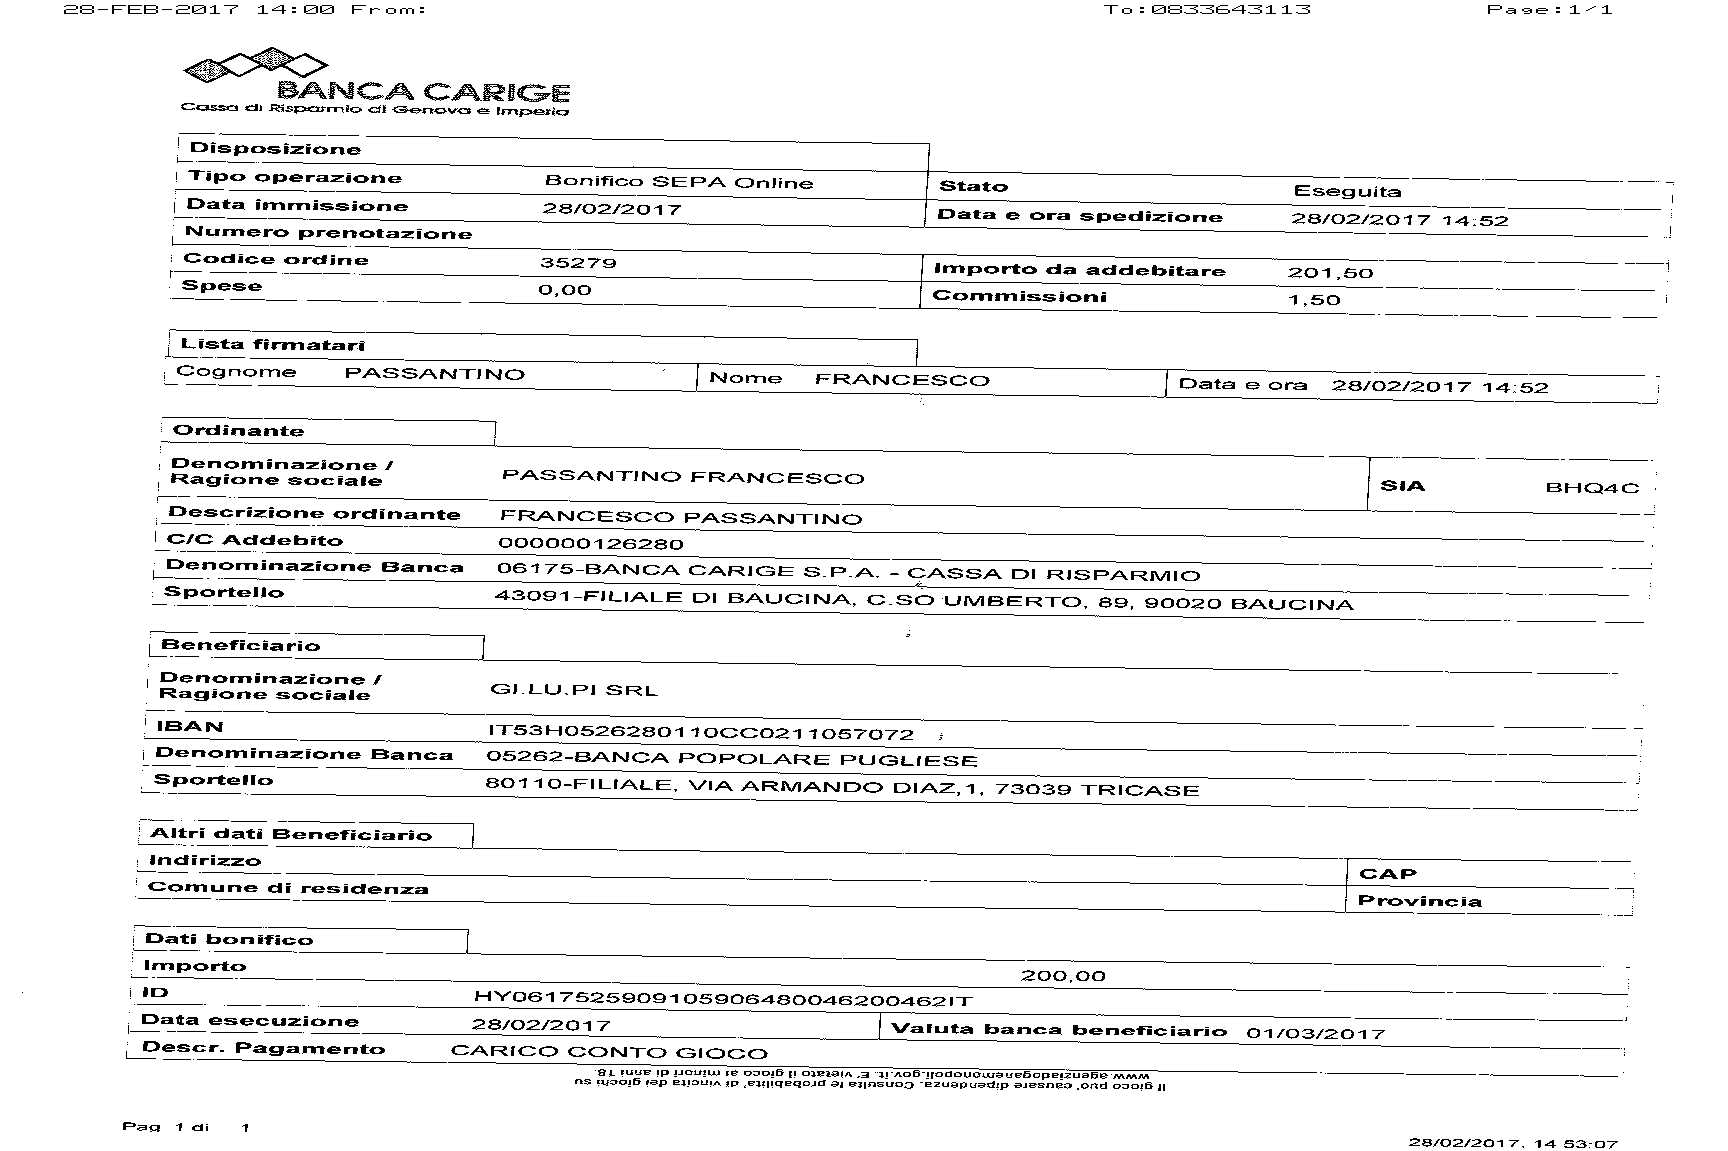 28-FEB-2017 14:00 From: To:0833643113 Page:1/1
BANCA CARIGE
Cassa di Risparmio di Genova e Imperia
Disposizione
Tipo operazione Bonifico SEPA Online Stato Eseguita
Data immissione 28/02/2017 Data e ora spedizione 28/02/2017 14:52
Numero prenotazione
Codice ordine 35279 Importo da addebitare 201,50
Spese 0,00 Commissioni 1,50
Lista firmatari
Cognome PASSANTINO Nome FRANCESCO Data e ora 28/02/2017 14:52
Ordinante
Denominazione /
Ragione sociale PASSANTINO FRANCESCO SIA BHQ4C
Descrizione ordinante FRANCESCO PASSANTINO
C/C Addebito 000000126280
Denominazione Banca 06175-BANCA CARIGE S.P.A. - CASSA DI RISPARMIO
Sportello 43091-FILIALE DI BAUCINA, C.SO UMBERTO, 89, 90020 BAUCINA
Beneficiario
Denominazione /
Ragione sociale GI.LU.PI SRL
IBAN IT53H0526280110CC0211057072
Denominazione Banca 05262-BANCA POPOLARE PUGLIESE
Sportello 80110-FILIALE, VIA ARMANDO DIAZ,1, 73039 TRICASE
Altri dati Beneficiario
Indirizzo CAP
Comune di residenza Provincia
Dati bonifico
Importo 200,00
ID HY0617525909105906480046200462IT
Data esecuzione 28/02/2017 Valuta banca beneficiario 01/03/2017
Descr. Pagamento CARICO CONTO GIOCO
Il gioco puo' causare dipendenza. Consulta le probabilita' di vincita dei giochi su
www.agenziadoganemonopoli.gov.it. E' vietato il gioco ai minori di anni 18
Pag 1 di 1
28/02/2017, 14 53:07